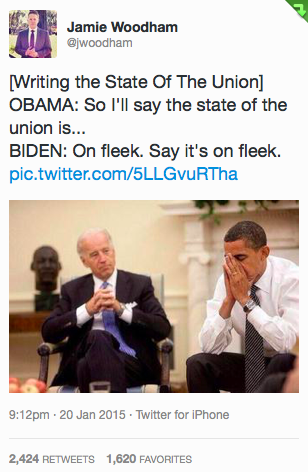 Jamie Woodham
@jwoodham
[Writing the State Of The Union]
OBAMA: So I'll say the state of the
union is...
BIDEN: On fleek. Say it's on fleek.
pic.twitter.com/5LLGvuRTha
9:12pm · 20 Jan 2015 · Twitter for iPhone
2,424 RETWEETS 1,620 FAVORITES